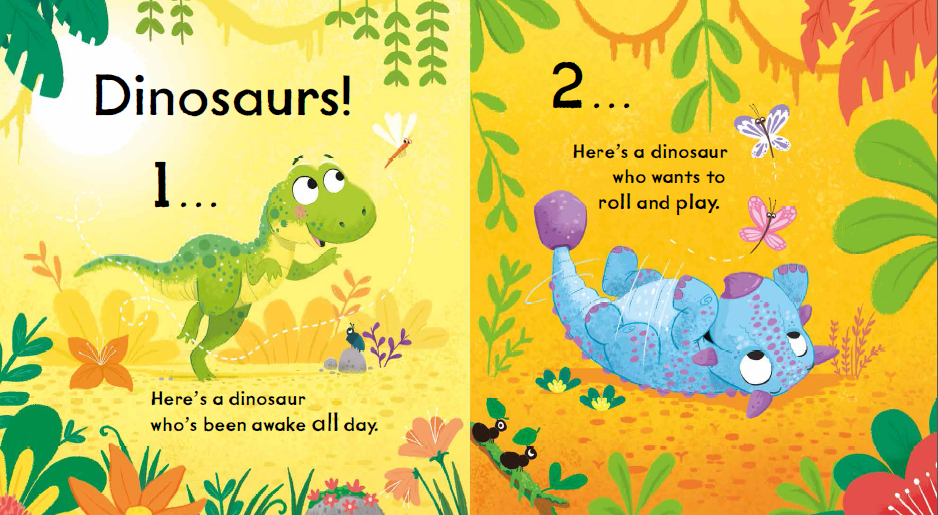 Dinosaurs!
1...
Here's a dinosaur
who's been awake all day.
2...
Here's a dinosaur
who wants to
roll and play.